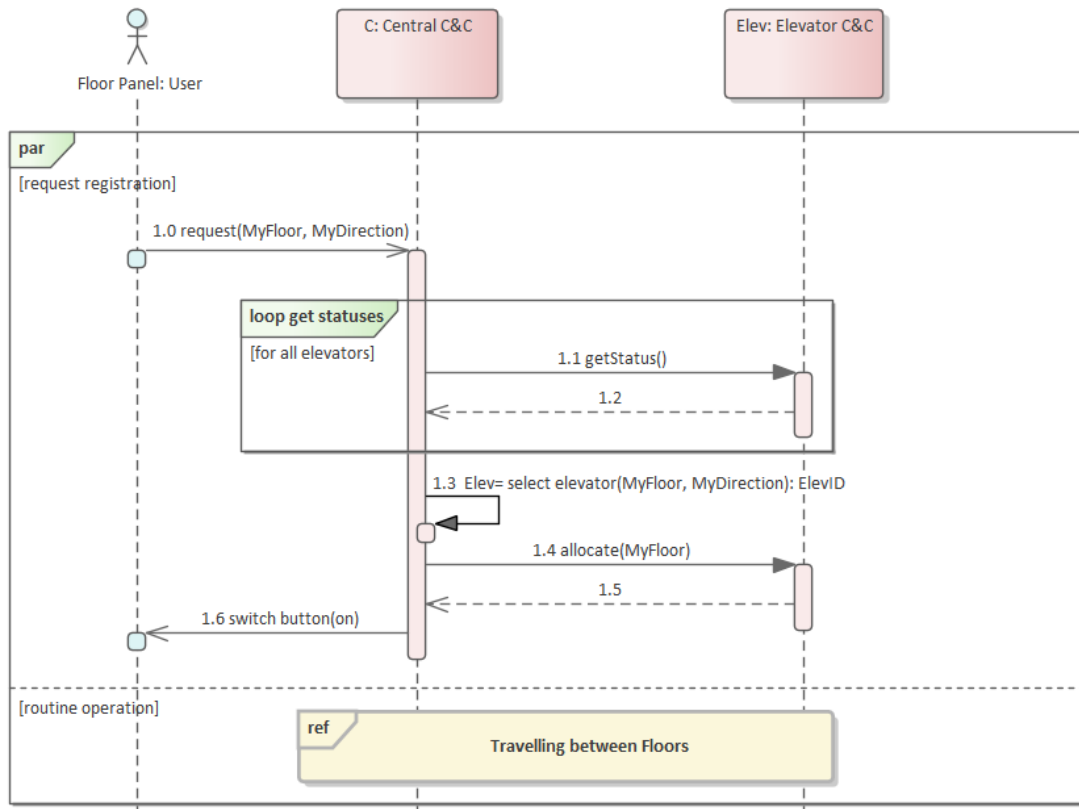 Floor Panel: User
C: Central C&C
Elev: Elevator C&C
par
[request registration]
1.0 request(MyFloor, MyDirection)
loop get statuses
[for all elevators]
1.1 getStatus()
1.2
1.3  Elev= select elevator(MyFloor, MyDirection): ElevID
1.4 allocate(MyFloor)
1.5
1.6 switch button(on)
[routine operation]
ref
Travelling between Floors